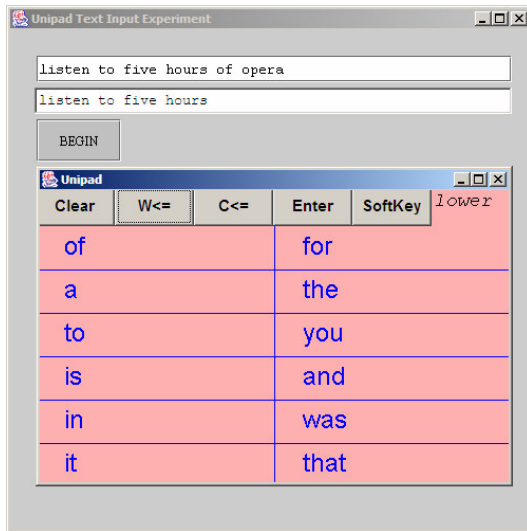 Unipad Text Input Experiment
listen to five hours of opera
listen to five hours
BEGIN
Unipad
Clear W<= C<= Enter SoftKey lower
of for
a the
to you
is and
in was
it that